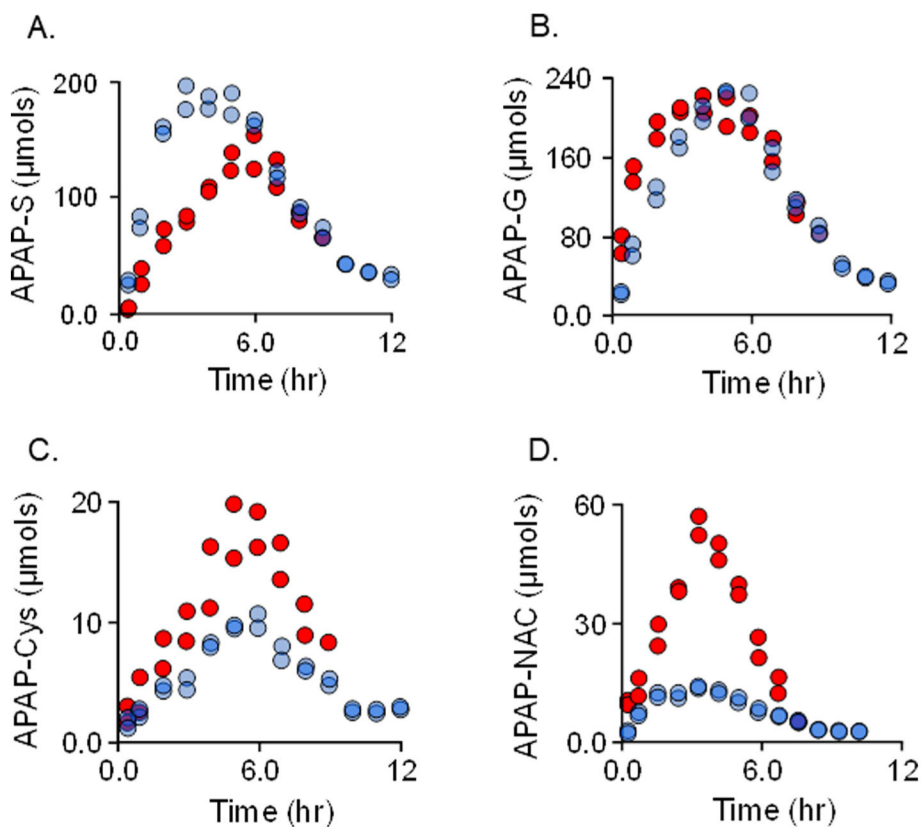 A.
APAP-S (µmols)
200
100
0.0
0.0 6.0 12
Time (hr)
B.
APAP-G (µmols)
240
160
80
0.0
0.0 6.0 12
Time (hr)
C.
APAP-Cys (µmols)
20
10
0.0
0.0 6.0 12
Time (hr)
D.
APAP-NAC (µmols)
60
30
0.0
0.0 6.0 12
Time (hr)